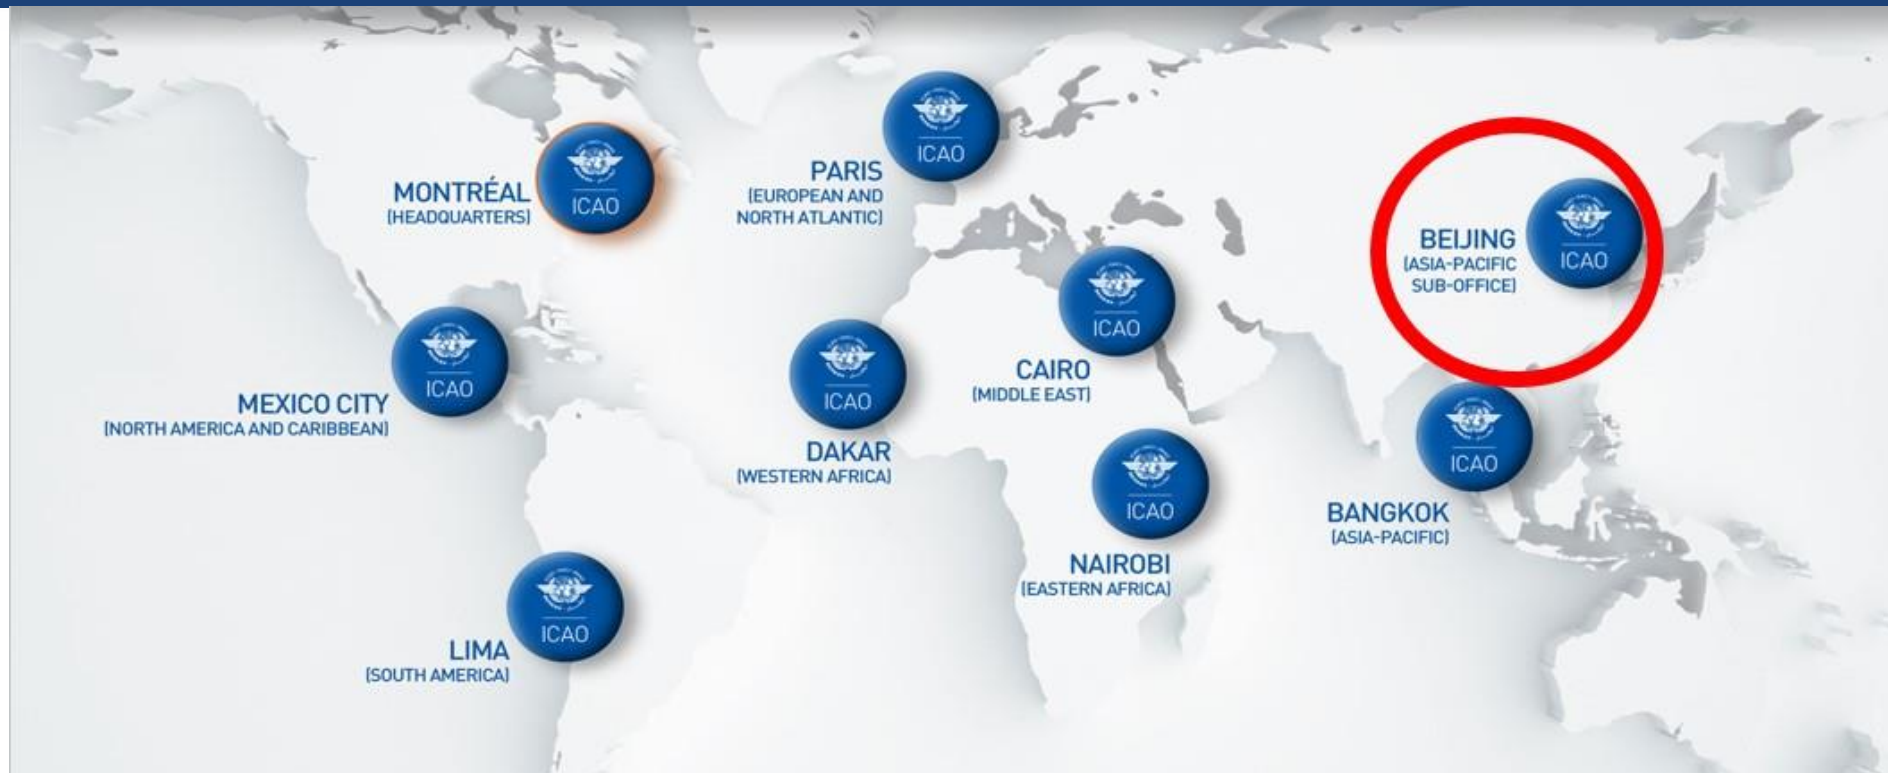 ICAO
PARIS
(EUROPEAN AND
NORTH ATLANTIC)
ICAO
MONTRÉAL
(HEADQUARTERS)
ICAO
BEIJING
(ASIA-PACIFIC
SUB-OFFICE)
ICAO
CAIRO
(MIDDLE EAST)
ICAO
MEXICO CITY
(NORTH AMERICA AND CARIBBEAN)
ICAO
DAKAR
(WESTERN AFRICA)
ICAO
BANGKOK
(ASIA-PACIFIC)
ICAO
NAIROBI
(EASTERN AFRICA)
ICAO
LIMA
(SOUTH AMERICA)